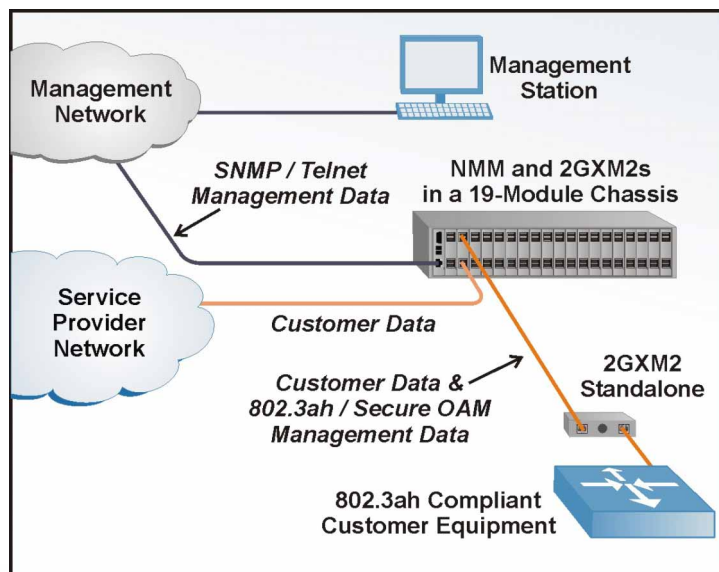 Management
Network
Management
Station
SNMP / Telnet
Management Data
NMM and 2GXM2s
in a 19-Module Chassis
Service
Provider
Network
Customer Data
Customer Data &
802.3ah / Secure OAM
Management Data
2GXM2
Standalone
802.3ah Compliant
Customer Equipment